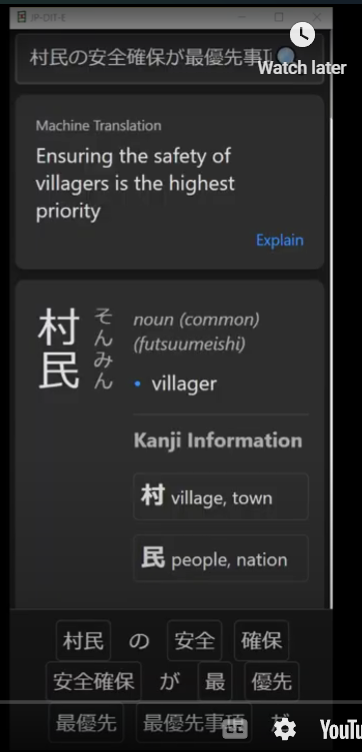 JP-DIT-E
村民の安全確保が最優先事項
Watch later
Machine Translation
Ensuring the safety of
villagers is the highest
priority
Explain
村民
そんみん
noun (common)
(futsuumeishi)
• villager
Kanji Information
村 village, town
民 people, nation
村民 の 安全 確保
安全確保 が 最 優先
最優先 最優先事項 だ
YouTu